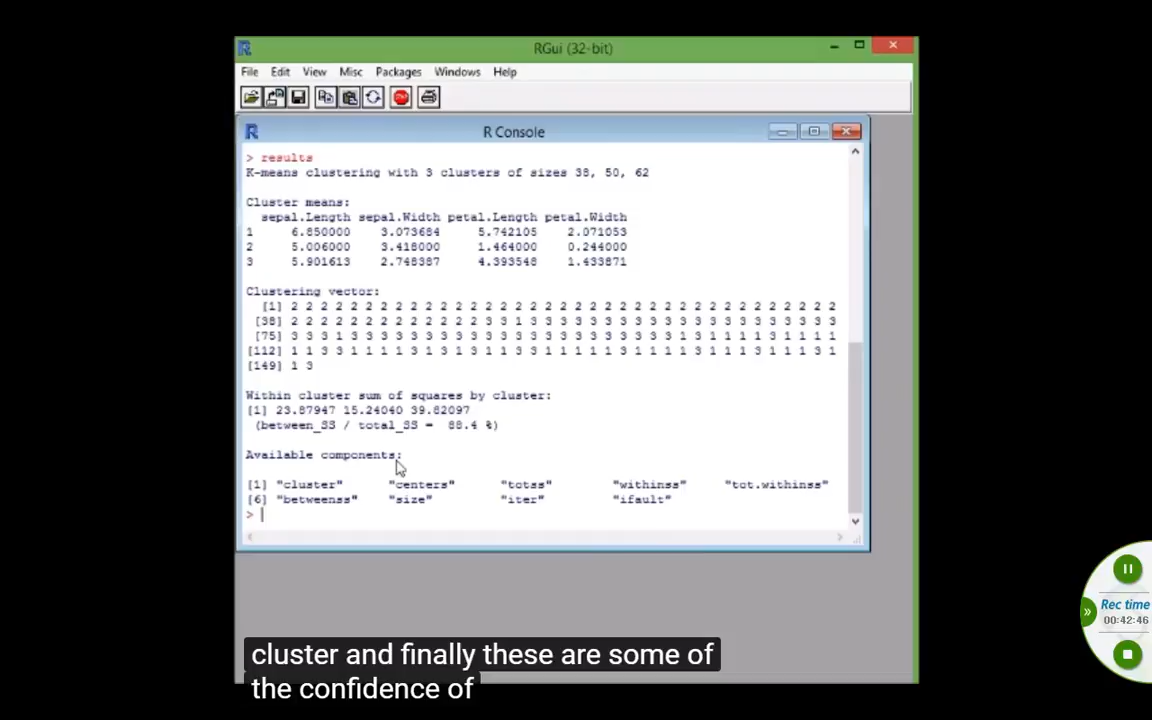 RGui (32-bit)
File Edit View Misc Packages Windows Help
STOP
R Console
> results
K-means clustering with 3 clusters of sizes 38, 50, 62
Cluster means:
sepal.Length sepal.Width petal.Length petal.Width
1 6.850000 3.073684 5.742105 2.071053
2 5.006000 3.418000 1.464000 0.244000
3 5.901613 2.748387 4.393548 1.433871
Clustering vector:
[1] 2 2 2 2 2 2 2 2 2 2 2 2 2 2 2 2 2 2 2 2 2 2 2 2 2 2 2 2 2 2 2 2 2 2 2 2 2
[38] 2 2 2 2 2 2 2 2 2 2 2 2 2 3 3 1 3 3 3 3 3 3 3 3 3 3 3 3 3 3 3 3 3 3 3 3 3 3
[75] 3 3 3 1 3 3 3 3 3 3 3 3 3 3 3 3 3 3 3 3 3 3 3 3 3 3 1 3 1 1 1 1 3 1 1 1 1
[112] 1 1 3 3 1 1 1 1 3 1 3 1 3 1 1 3 3 1 1 1 1 1 3 1 1 1 1 3 1 1 1 3 1 1 1 3 1
[149] 1 3
Within cluster sum of squares by cluster:
[1] 23.87947 15.24040 39.82097
(between_SS / total_SS = 88.4 %)
Available components:
[1] "cluster" "centers" "totss" "withinss" "tot.withinss"
[6] "betweenss" "size" "iter" "ifault"
>
Rec time
00:42:46
cluster and finally these are some of
the confidence of